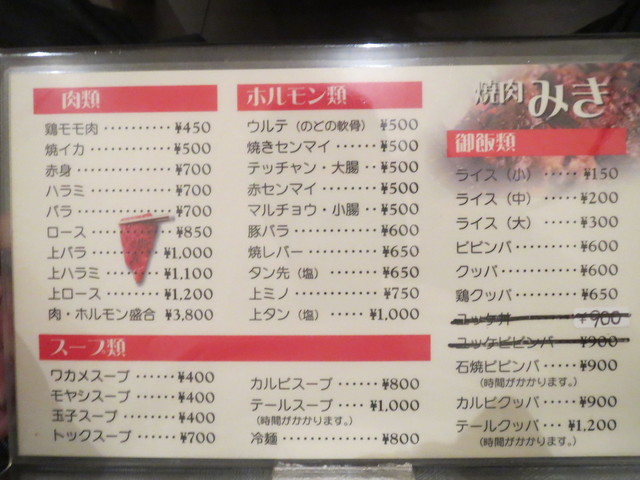 肉類
鶏モモ肉 ・・・・・・・・・・ ¥450
焼イカ ・・・・・・・・・・・・ ¥500
赤身 ・・・・・・・・・・・・・・ ¥700
ハラミ ・・・・・・・・・・・・ ¥700
バラ ・・・・・・・・・・・・・・ ¥700
ロース ・・・・・・・・・・・・ ¥850
上バラ ・・・・・・・・・・ ¥1,000
上ハラミ ・・・・・・・・ ¥1,100
上ロース ・・・・・・・・ ¥1,200
肉・ホルモン盛合 ¥3,800
ホルモン類
ウルテ（のどの軟骨） ¥500
焼きセンマイ ・・・・・・ ¥500
テッチャン・大腸 ・・ ¥500
赤センマイ ・・・・・・・・ ¥500
マルチョウ・小腸 ・・ ¥500
豚バラ ・・・・・・・・・・・・ ¥600
焼レバー ・・・・・・・・・・ ¥650
タン先（塩） ・・・・・・ ¥650
上ミノ ・・・・・・・・・・・・ ¥750
上タン（塩） ・・・・・ ¥1,000
焼肉 みき
御飯類
ライス（小） ・・・・・ ¥150
ライス（中） ・・・・・ ¥200
ライス（大） ・・・・・ ¥300
ビビンバ ・・・・・・・・・ ¥600
クッパ ・・・・・・・・・・・ ¥600
鶏クッパ ・・・・・・・・・ ¥650
ユッケ丼 ¥900
ユッケビビンバ ¥900
石焼ビビンバ ・・・・・ ¥900
（時間がかかります。）
カルビクッパ ・・・・・ ¥900
テールクッパ ・・・ ¥1,200
（時間がかかります。）
スープ類
ワカメスープ ・・・・・ ¥400
モヤシスープ ・・・・・ ¥400
玉子スープ ・・・・・・・ ¥400
トックスープ ・・・・・ ¥700
カルビスープ ・・・・・・ ¥800
テールスープ ・・・・ ¥1,000
（時間がかかります。）
冷麺 ・・・・・・・・・・・・・・ ¥800